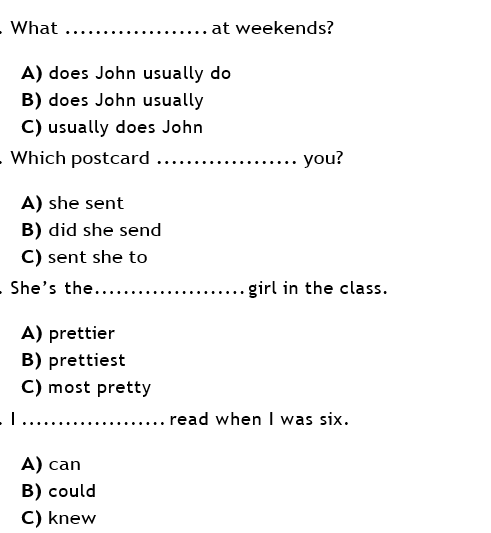 . What ................... at weekends?
A) does John usually do
B) does John usually
C) usually does John
. Which postcard ................... you?
A) she sent
B) did she send
C) sent she to
. She's the..................... girl in the class.
A) prettier
B) prettiest
C) most pretty
. I .................... read when I was six.
A) can
B) could
C) knew